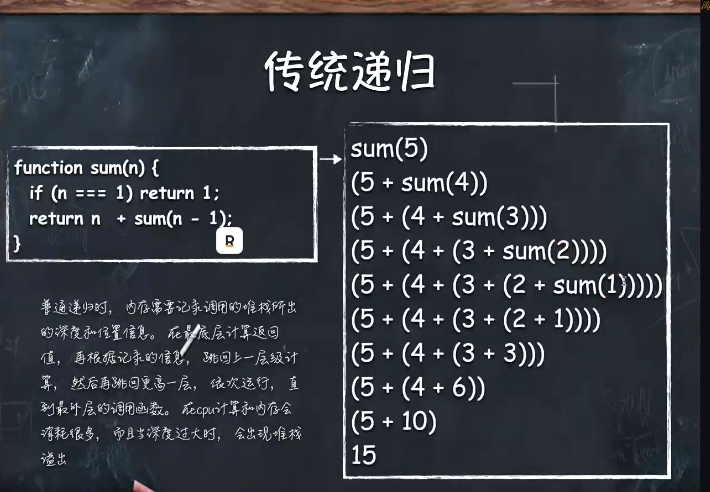 传统递归
function sum(n) {
if (n === 1) return 1;
return n + sum(n - 1);
}
R
普通递归时， 内存需要记录调用的堆栈所出
的深度和位置信息。 在最底层计算返回
值， 再根据记录的信息， 跳回上一层级计
算， 然后再跳回更高一层， 依次运行， 直
到最外层的调用函数。 在cpu计算和内存会
消耗很多， 而且当深度过大时， 会出现堆栈
溢出
sum(5)
(5 + sum(4))
(5 + (4 + sum(3)))
(5 + (4 + (3 + sum(2))))
(5 + (4 + (3 + (2 + sum(1)))))
(5 + (4 + (3 + (2 + 1))))
(5 + (4 + (3 + 3)))
(5 + (4 + 6))
(5 + 10)
15